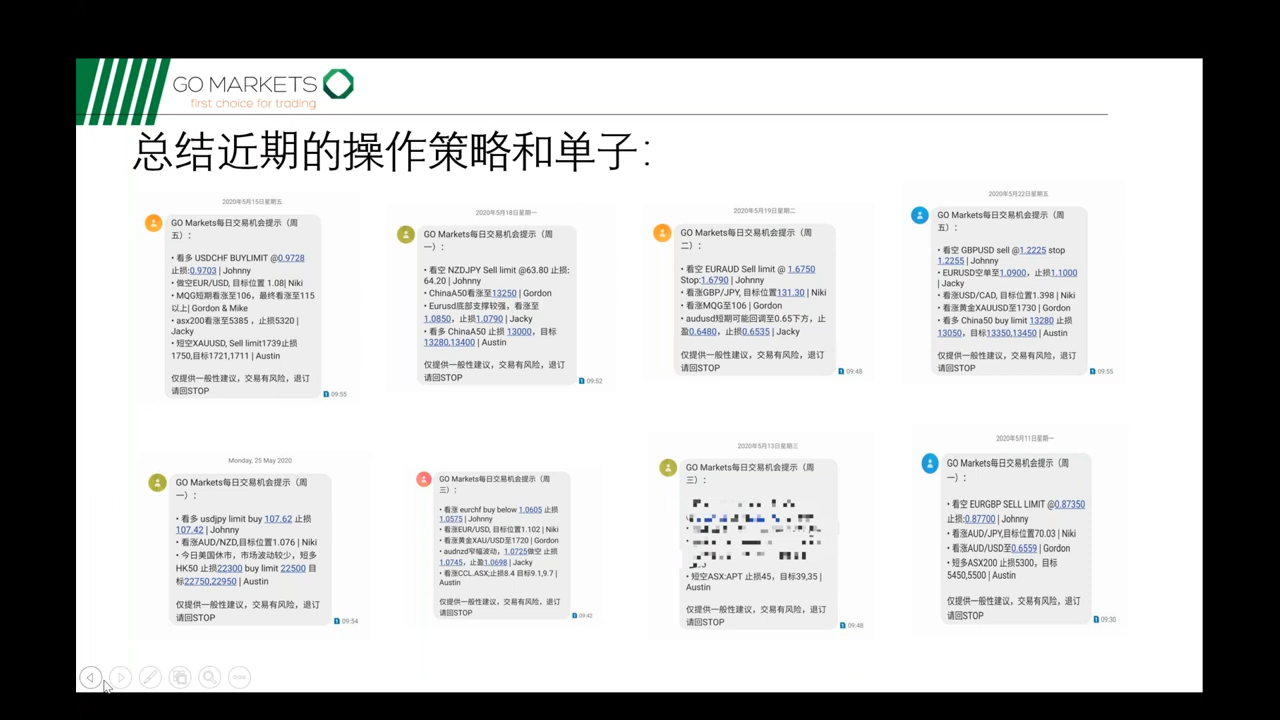 GO MARKETS
first choice for trading
总结近期的操作策略和单子：
2020年5月15日星期五
GO Markets每日交易机会提示（周
五）：
• 看多 USDCHF BUYLIMIT @0.9728
止损:0.9703 | Johnny
• 做空EUR/USD, 目标位置 1.08| Niki
• MQG短期看涨至106，最终看涨至115
以上| Gordon & Mike
• asx200看涨至5385 ，止损5320 |
Jacky
• 短空XAUUSD, Sell limit1739止损
1750,目标1721,1711 | Austin
仅提供一般性建议，交易有风险，退订
请回STOP
09:55
2020年5月18日星期一
GO Markets每日交易机会提示（周
一）：
• 看空 NZDJPY Sell limit @63.80 止损:
64.20 | Johnny
• ChinaA50看涨至13250 | Gordon
• Eurusd底部支撑较强，看涨至
1.0850，止损1.0790 | Jacky
• 看多 ChinaA50 止损 13000，目标
13280,13400 | Austin
仅提供一般性建议，交易有风险，退订
请回STOP
09:52
2020年5月19日星期二
GO Markets每日交易机会提示（周
二）：
• 看空 EURAUD Sell limit @ 1.6750
Stop:1.6790 | Johnny
• 看涨GBP/JPY, 目标位置131.30 | Niki
• 看涨MQG至106 | Gordon
• audusd短期可能回调至0.65下方，止
盈0.6480，止损0.6535 | Jacky
仅提供一般性建议，交易有风险，退订
请回STOP
09:48
2020年5月22日星期五
GO Markets每日交易机会提示（周
五）：
• 看空 GBPUSD sell @1.2225 stop
1.2255 | Johnny
• EURUSD空单至1.0900，止损1.1000
| Jacky
• 看涨USD/CAD, 目标位置1.398 | Niki
• 看涨黄金XAUUSD至1730 | Gordon
• 看多 China50 buy limit 13280 止损
13050，目标13350,13450 | Austin
仅提供一般性建议，交易有风险，退订
请回STOP
09:55
Monday, 25 May 2020
GO Markets每日交易机会提示（周
一）：
• 看多 usdjpy limit buy 107.62 止损
107.42 | Johnny
• 看涨AUD/NZD,目标位置1.076 | Niki
• 今日美国休市，市场波动较少，短多
HK50 止损22300 buy limit 22500 目
标22750,22950 | Austin
仅提供一般性建议，交易有风险，退订
请回STOP
09:54
GO Markets每日交易机会提示（周
三）：
• 看涨 eurchf buy below 1.0605 止损
1.0575 | Johnny
• 看涨EUR/USD, 目标位置1.102 | Niki
• 看涨黄金XAU/USD至1720 | Gordon
• audnzd窄幅波动，1.0725做空 止损
1.0745，止盈1.0698 | Jacky
• 看涨CCL.ASX;止损8.4 目标9.1,9.7 |
Austin
仅提供一般性建议，交易有风险，退订
请回STOP
09:42
2020年5月13日星期三
GO Markets每日交易机会提示（周
三）：
• 短空ASX:APT 止损45，目标39,35 |
Austin
仅提供一般性建议，交易有风险，退订
请回STOP
09:48
2020年5月11日星期一
GO Markets每日交易机会提示（周
一）：
• 看空 EURGBP SELL LIMIT @0.87350
止损:0.87700 | Johnny
• 看涨AUD/JPY,目标位置70.03 | Niki
• 看涨AUD/USD至0.6559 | Gordon
• 短多ASX200 止损5300，目标
5450,5500 | Austin
仅提供一般性建议，交易有风险，退订
请回STOP
09:30